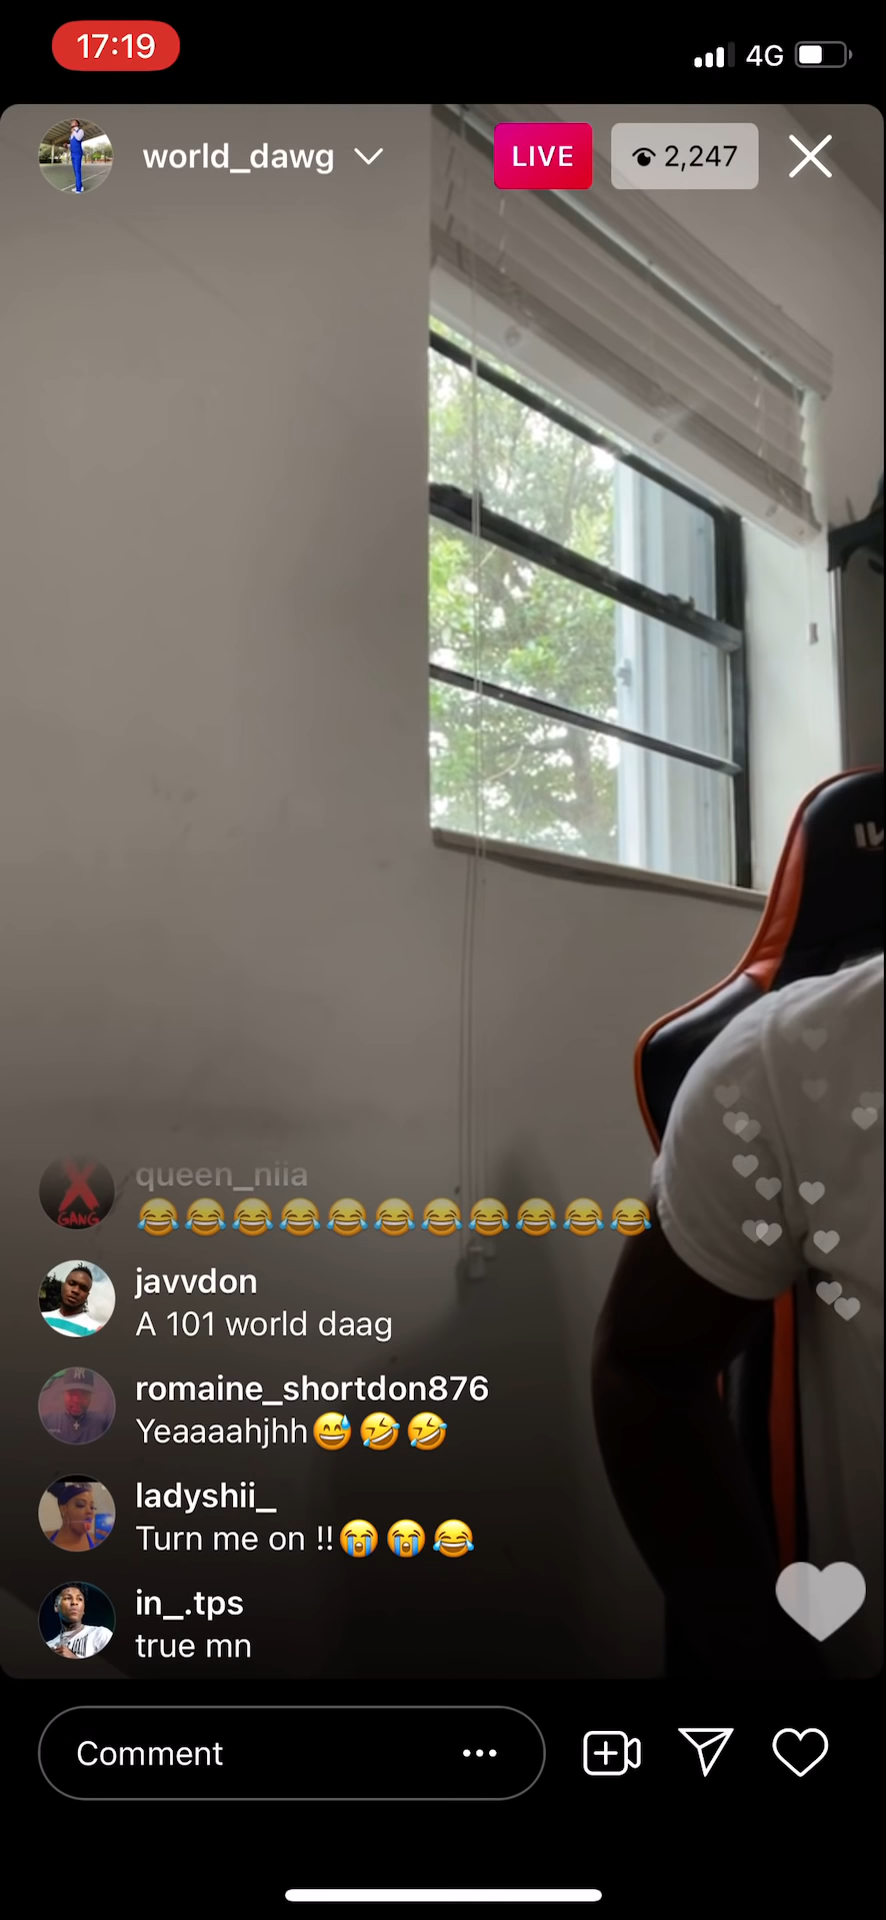 17:19
4G
world_dawg
LIVE
2,247
queen_niia
😂😂😂😂😂😂😂😂😂😂😂
GANG
javvdon
A 101 world daag
romaine_shortdon876
Yeaaaahjhh😅🤣🤣
ladyshii_
Turn me on !!😭😭😂
in_.tps
true mn
Comment